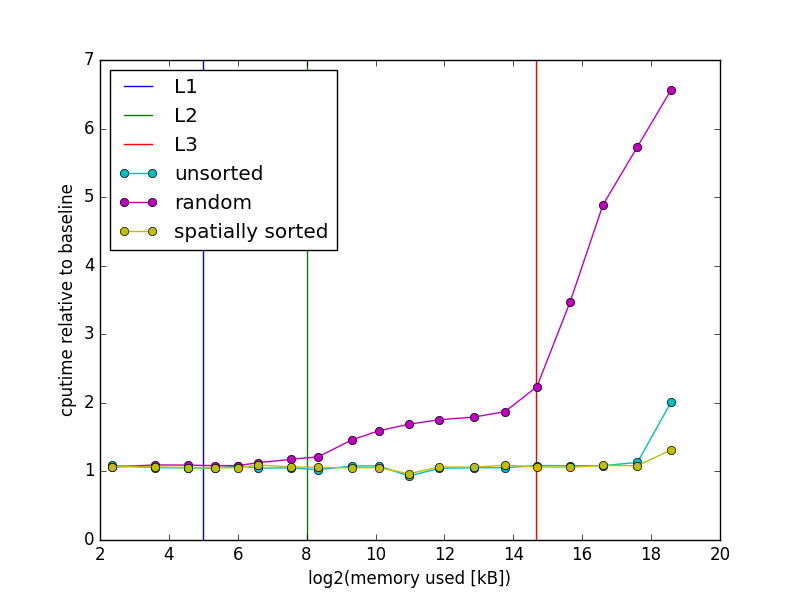 7
6
5
4
3
2
1
0
cputime relative to baseline
L1
L2
L3
unsorted
random
spatially sorted
2 4 6 8 10 12 14 16 18 20
log2(memory used [kB])